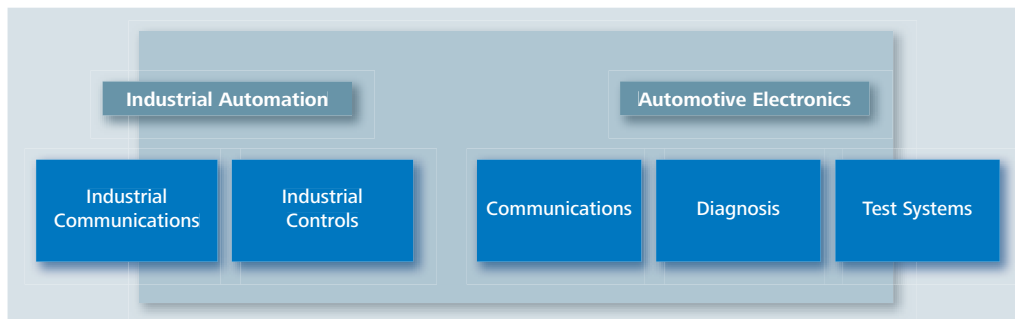 Industrial Automation
Automotive Electronics
Industrial
Communications
Industrial
Controls
Communications
Diagnosis
Test Systems